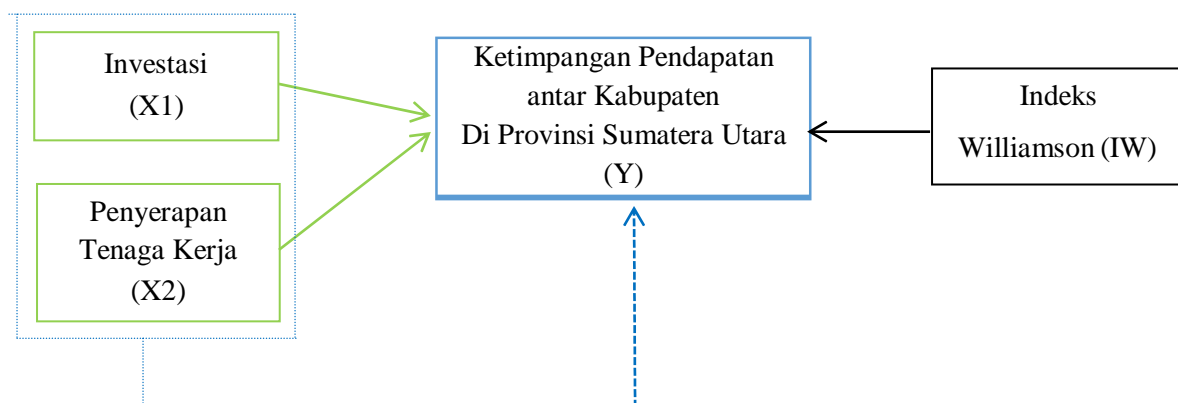 Investasi
(X1)
Penyerapan
Tenaga Kerja
(X2)
Ketimpangan Pendapatan
antar Kabupaten
Di Provinsi Sumatera Utara
(Y)
Indeks
Williamson (IW)